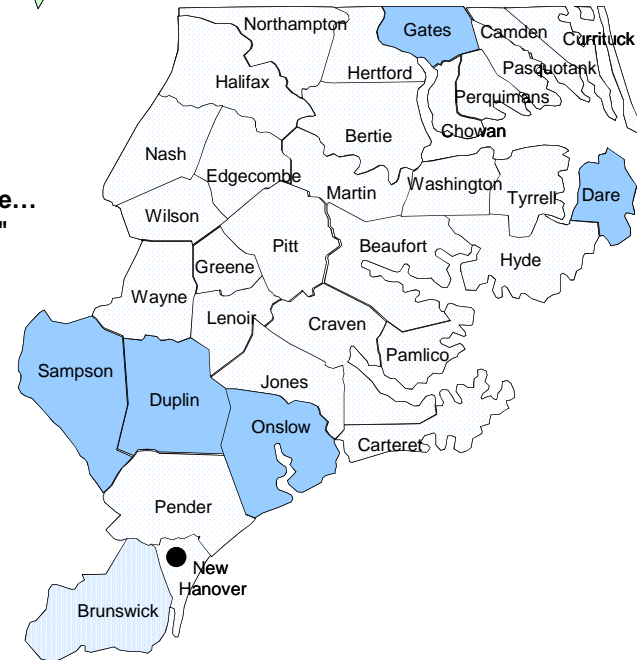 Northampton
Gates
Camden
Currituck
Hertford
Pasquotank
Halifax
Perquimans
Bertie
Chowan
Nash
Edgecombe
Martin
Washington
Tyrrell
Dare
e...
"
Wilson
Pitt
Beaufort
Greene
Hyde
Wayne
Lenoir
Craven
Pamlico
Sampson
Jones
Duplin
Onslow
Carteret
Pender
New
Hanover
Brunswick